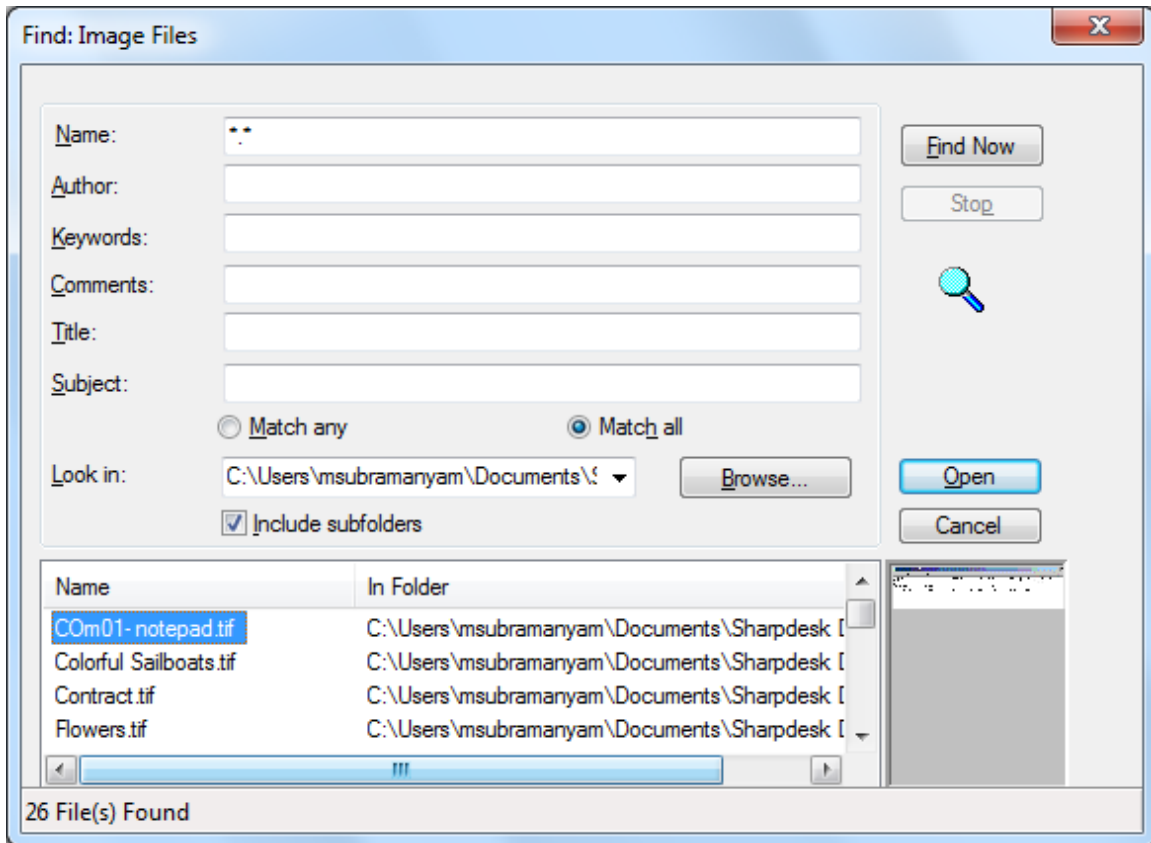 Find: Image Files
Name: *.*
Find Now
Author:
Stop
Keywords:
Comments:
Title:
Subject:
Match any Match all
Look in: C:\Users\msubramanyam\Documents\ Browse... Open
Include subfolders Cancel
Name In Folder
COm01- notepad.tif C:\Users\msubramanyam\Documents\Sharpdesk
Colorful Sailboats.tif C:\Users\msubramanyam\Documents\Sharpdesk
Contract.tif C:\Users\msubramanyam\Documents\Sharpdesk
Flowers.tif C:\Users\msubramanyam\Documents\Sharpdesk
26 File(s) Found